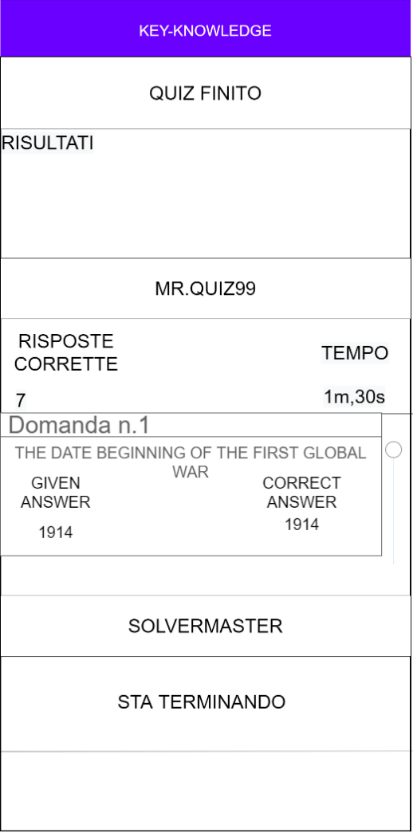 KEY-KNOWLEDGE
QUIZ FINITO
RISULTATI
MR.QUIZ99
RISPOSTE
CORRETTE
TEMPO
7
1m,30s
Domanda n.1
THE DATE BEGINNING OF THE FIRST GLOBAL
WAR
GIVEN
ANSWER
1914
CORRECT
ANSWER
1914
SOLVERMASTER
STA TERMINANDO